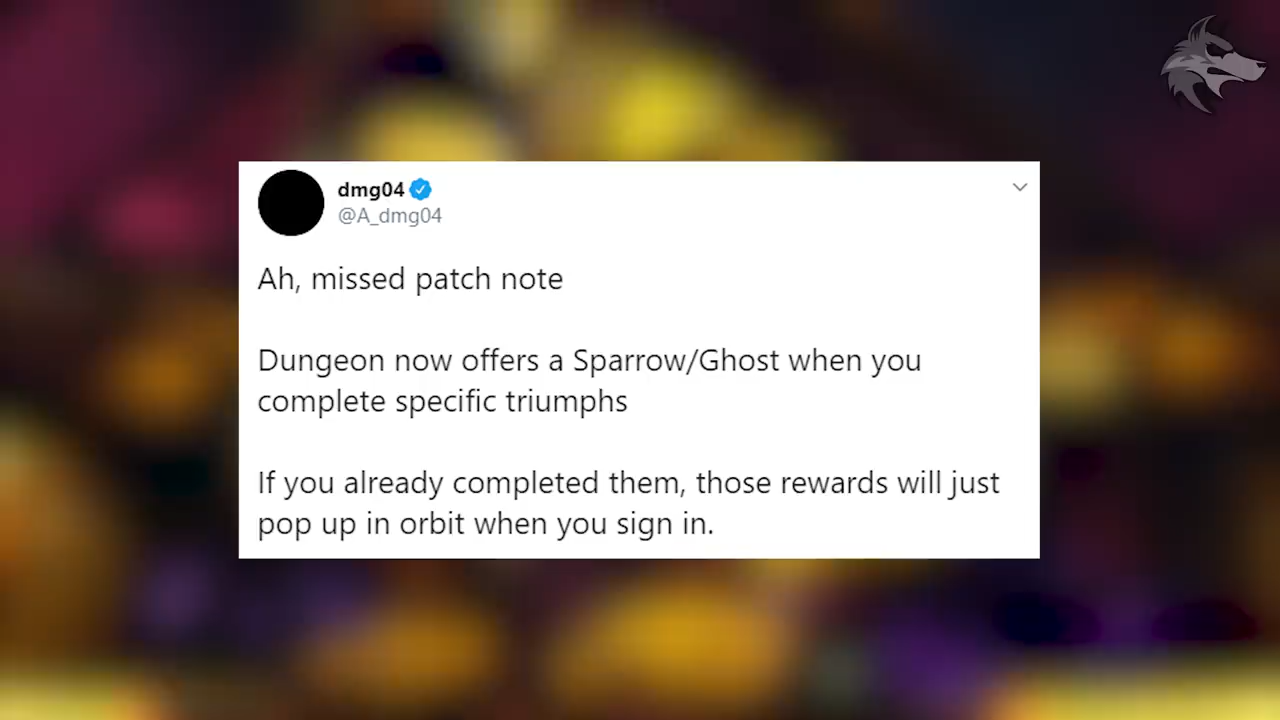 dmg04
@A_dmg04
Ah, missed patch note
Dungeon now offers a Sparrow/Ghost when you
complete specific triumphs
If you already completed them, those rewards will just
pop up in orbit when you sign in.